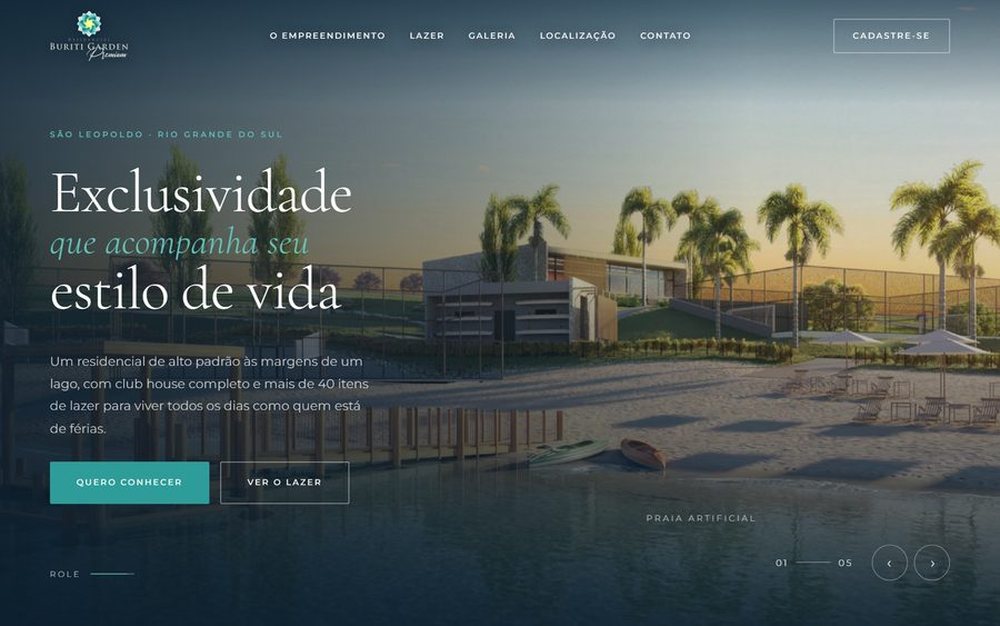 RESIDENCIAL
BURITI GARDEN
Premium
O EMPREENDIMENTO
LAZER
GALERIA
LOCALIZAÇÃO
CONTATO
CADASTRE-SE
SÃO LEOPOLDO · RIO GRANDE DO SUL
Exclusividade
que acompanha seu
estilo de vida
Um residencial de alto padrão às margens de um
lago, com club house completo e mais de 40 itens
de lazer para viver todos os dias como quem está
de férias.
QUERO CONHECER
VER O LAZER
PRAIA ARTIFICIAL
01
05
‹
›
ROLE